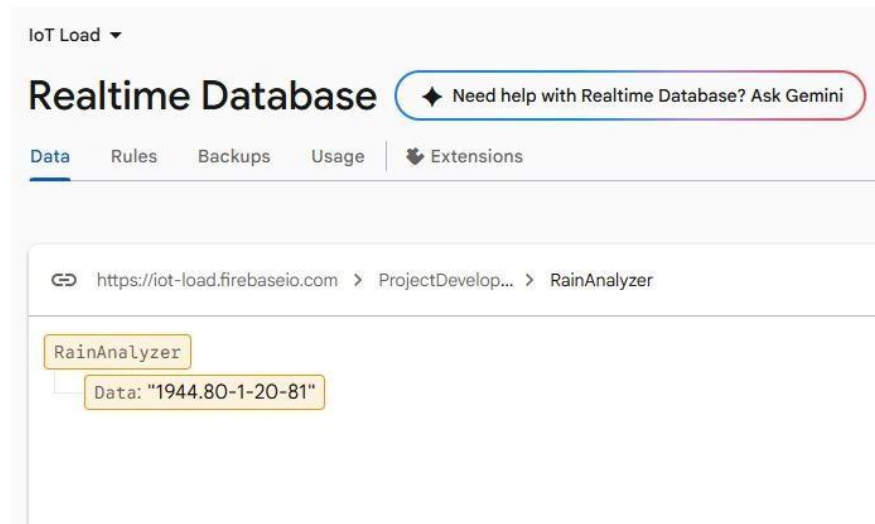 IoT Load
Realtime Database
Need help with Realtime Database? Ask Gemini
Data Rules Backups Usage Extensions
https://iot-load.firebaseio.com > ProjectDevelop... > RainAnalyzer
RainAnalyzer
Data: "1944.80-1-20-81"